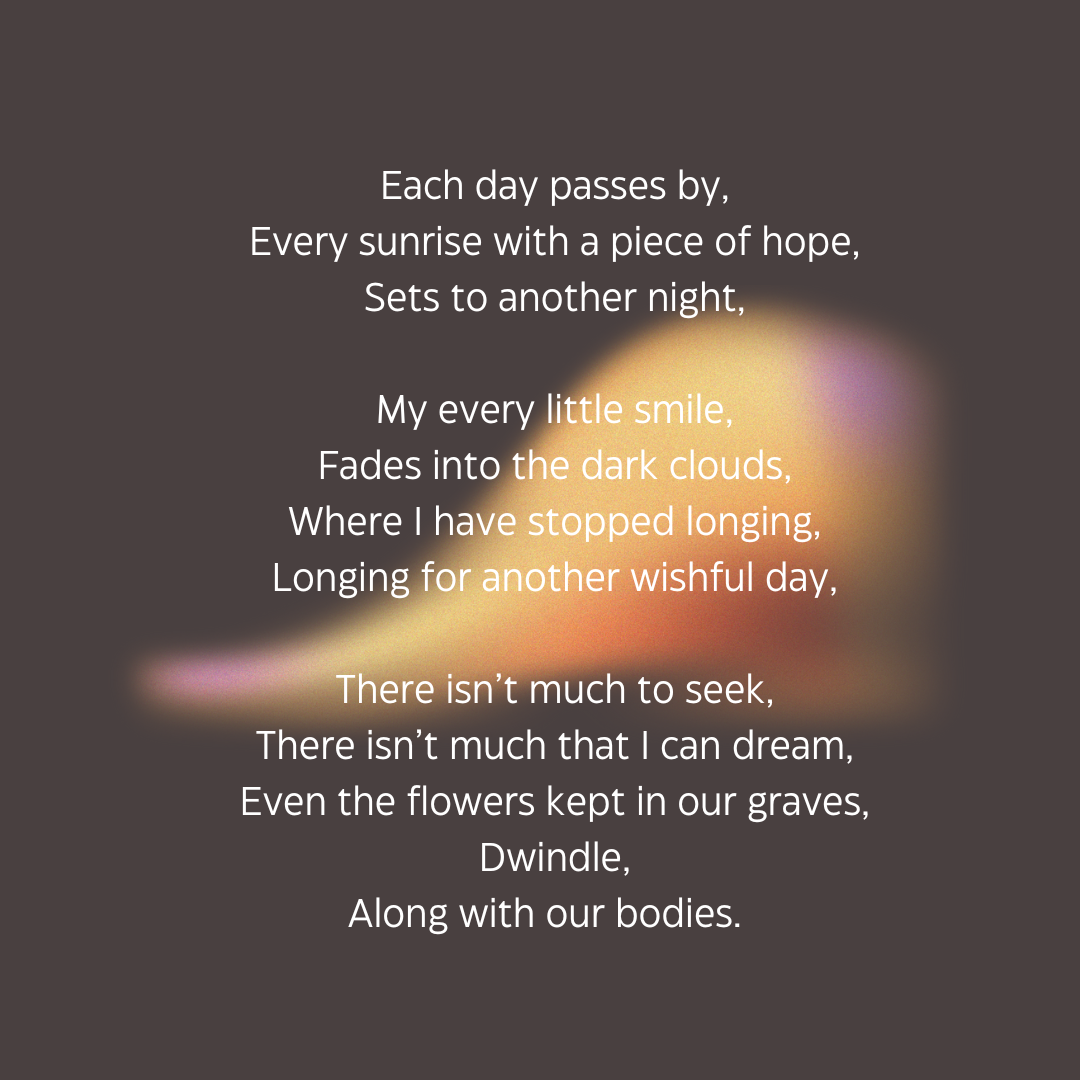 Each day passes by,
Every sunrise with a piece of hope,
Sets to another night,
My every little smile,
Fades into the dark clouds,
Where I have stopped longing,
Longing for another wishful day,
There isn’t much to seek,
There isn’t much that I can dream,
Even the flowers kept in our graves,
Dwindle,
Along with our bodies.